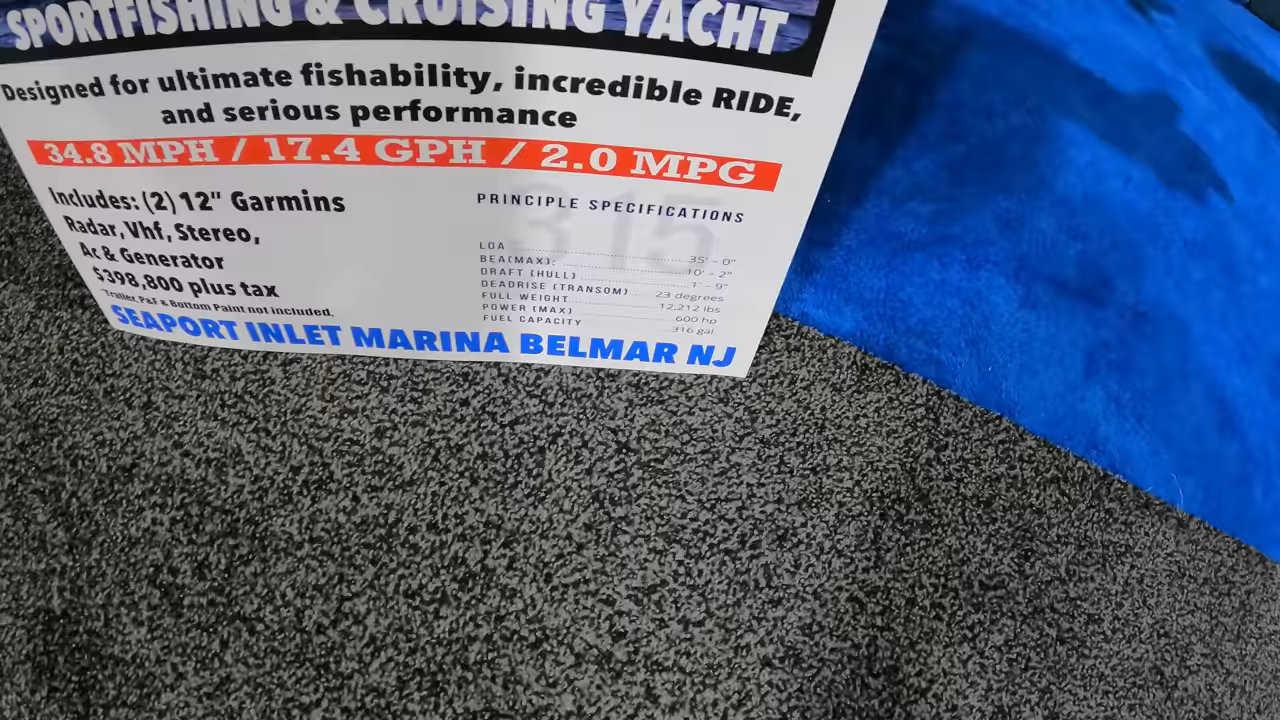 SPORTFISHING & CRUISING YACHT
Designed for ultimate fishability, incredible RIDE,
and serious performance
34.8 MPH / 17.4 GPH / 2.0 MPG
Includes: (2) 12" Garmins
Radar, Vhf, Stereo,
Ac & Generator
$398,800 plus tax
Trailer, P&F & Bottom Paint not included.
315
PRINCIPLE SPECIFICATIONS
LOA 35' - 0"
BEA(MAX): 10' - 2"
DRAFT (HULL) 1' - 9"
DEADRISE (TRANSOM) 23 degrees
FULL WEIGHT 12,212 lbs
POWER (MAX) 600 hp
FUEL CAPACITY 316 gal
SEAPORT INLET MARINA BELMAR NJ